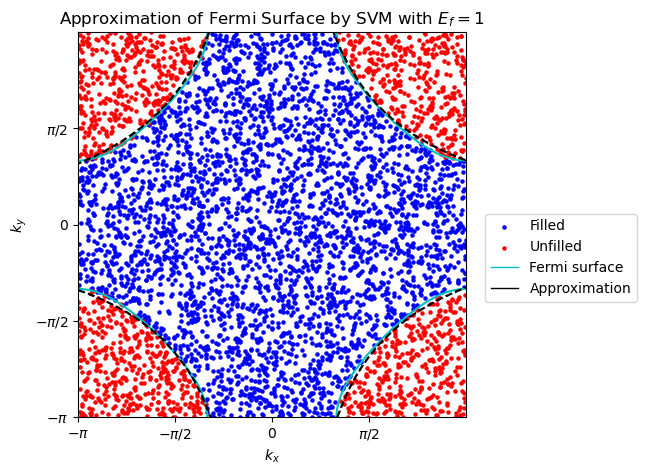 Approximation of Fermi Surface by SVM with $E_f = 1$
π/2
0
−π/2
−π
k_y
−π
−π/2
0
π/2
k_x
Filled
Unfilled
Fermi surface
Approximation